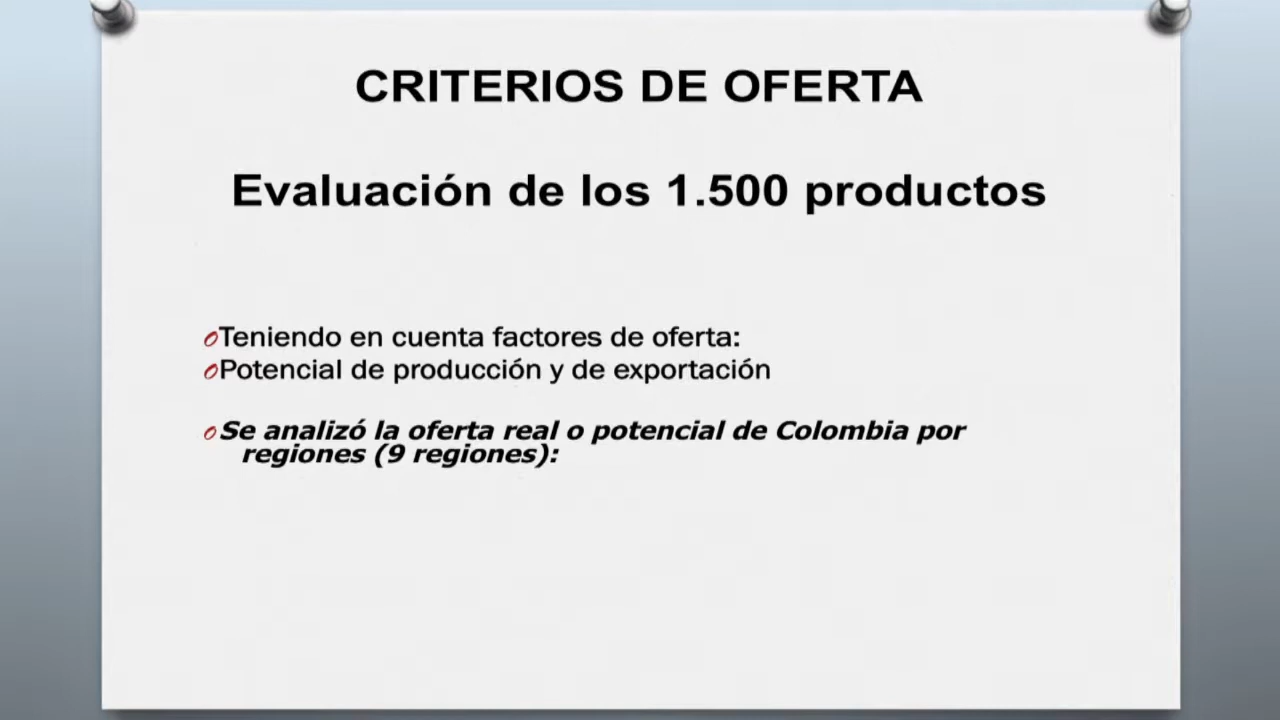 CRITERIOS DE OFERTA
Evaluación de los 1.500 productos
Teniendo en cuenta factores de oferta:
Potencial de producción y de exportación
Se analizó la oferta real o potencial de Colombia por
regiones (9 regiones):